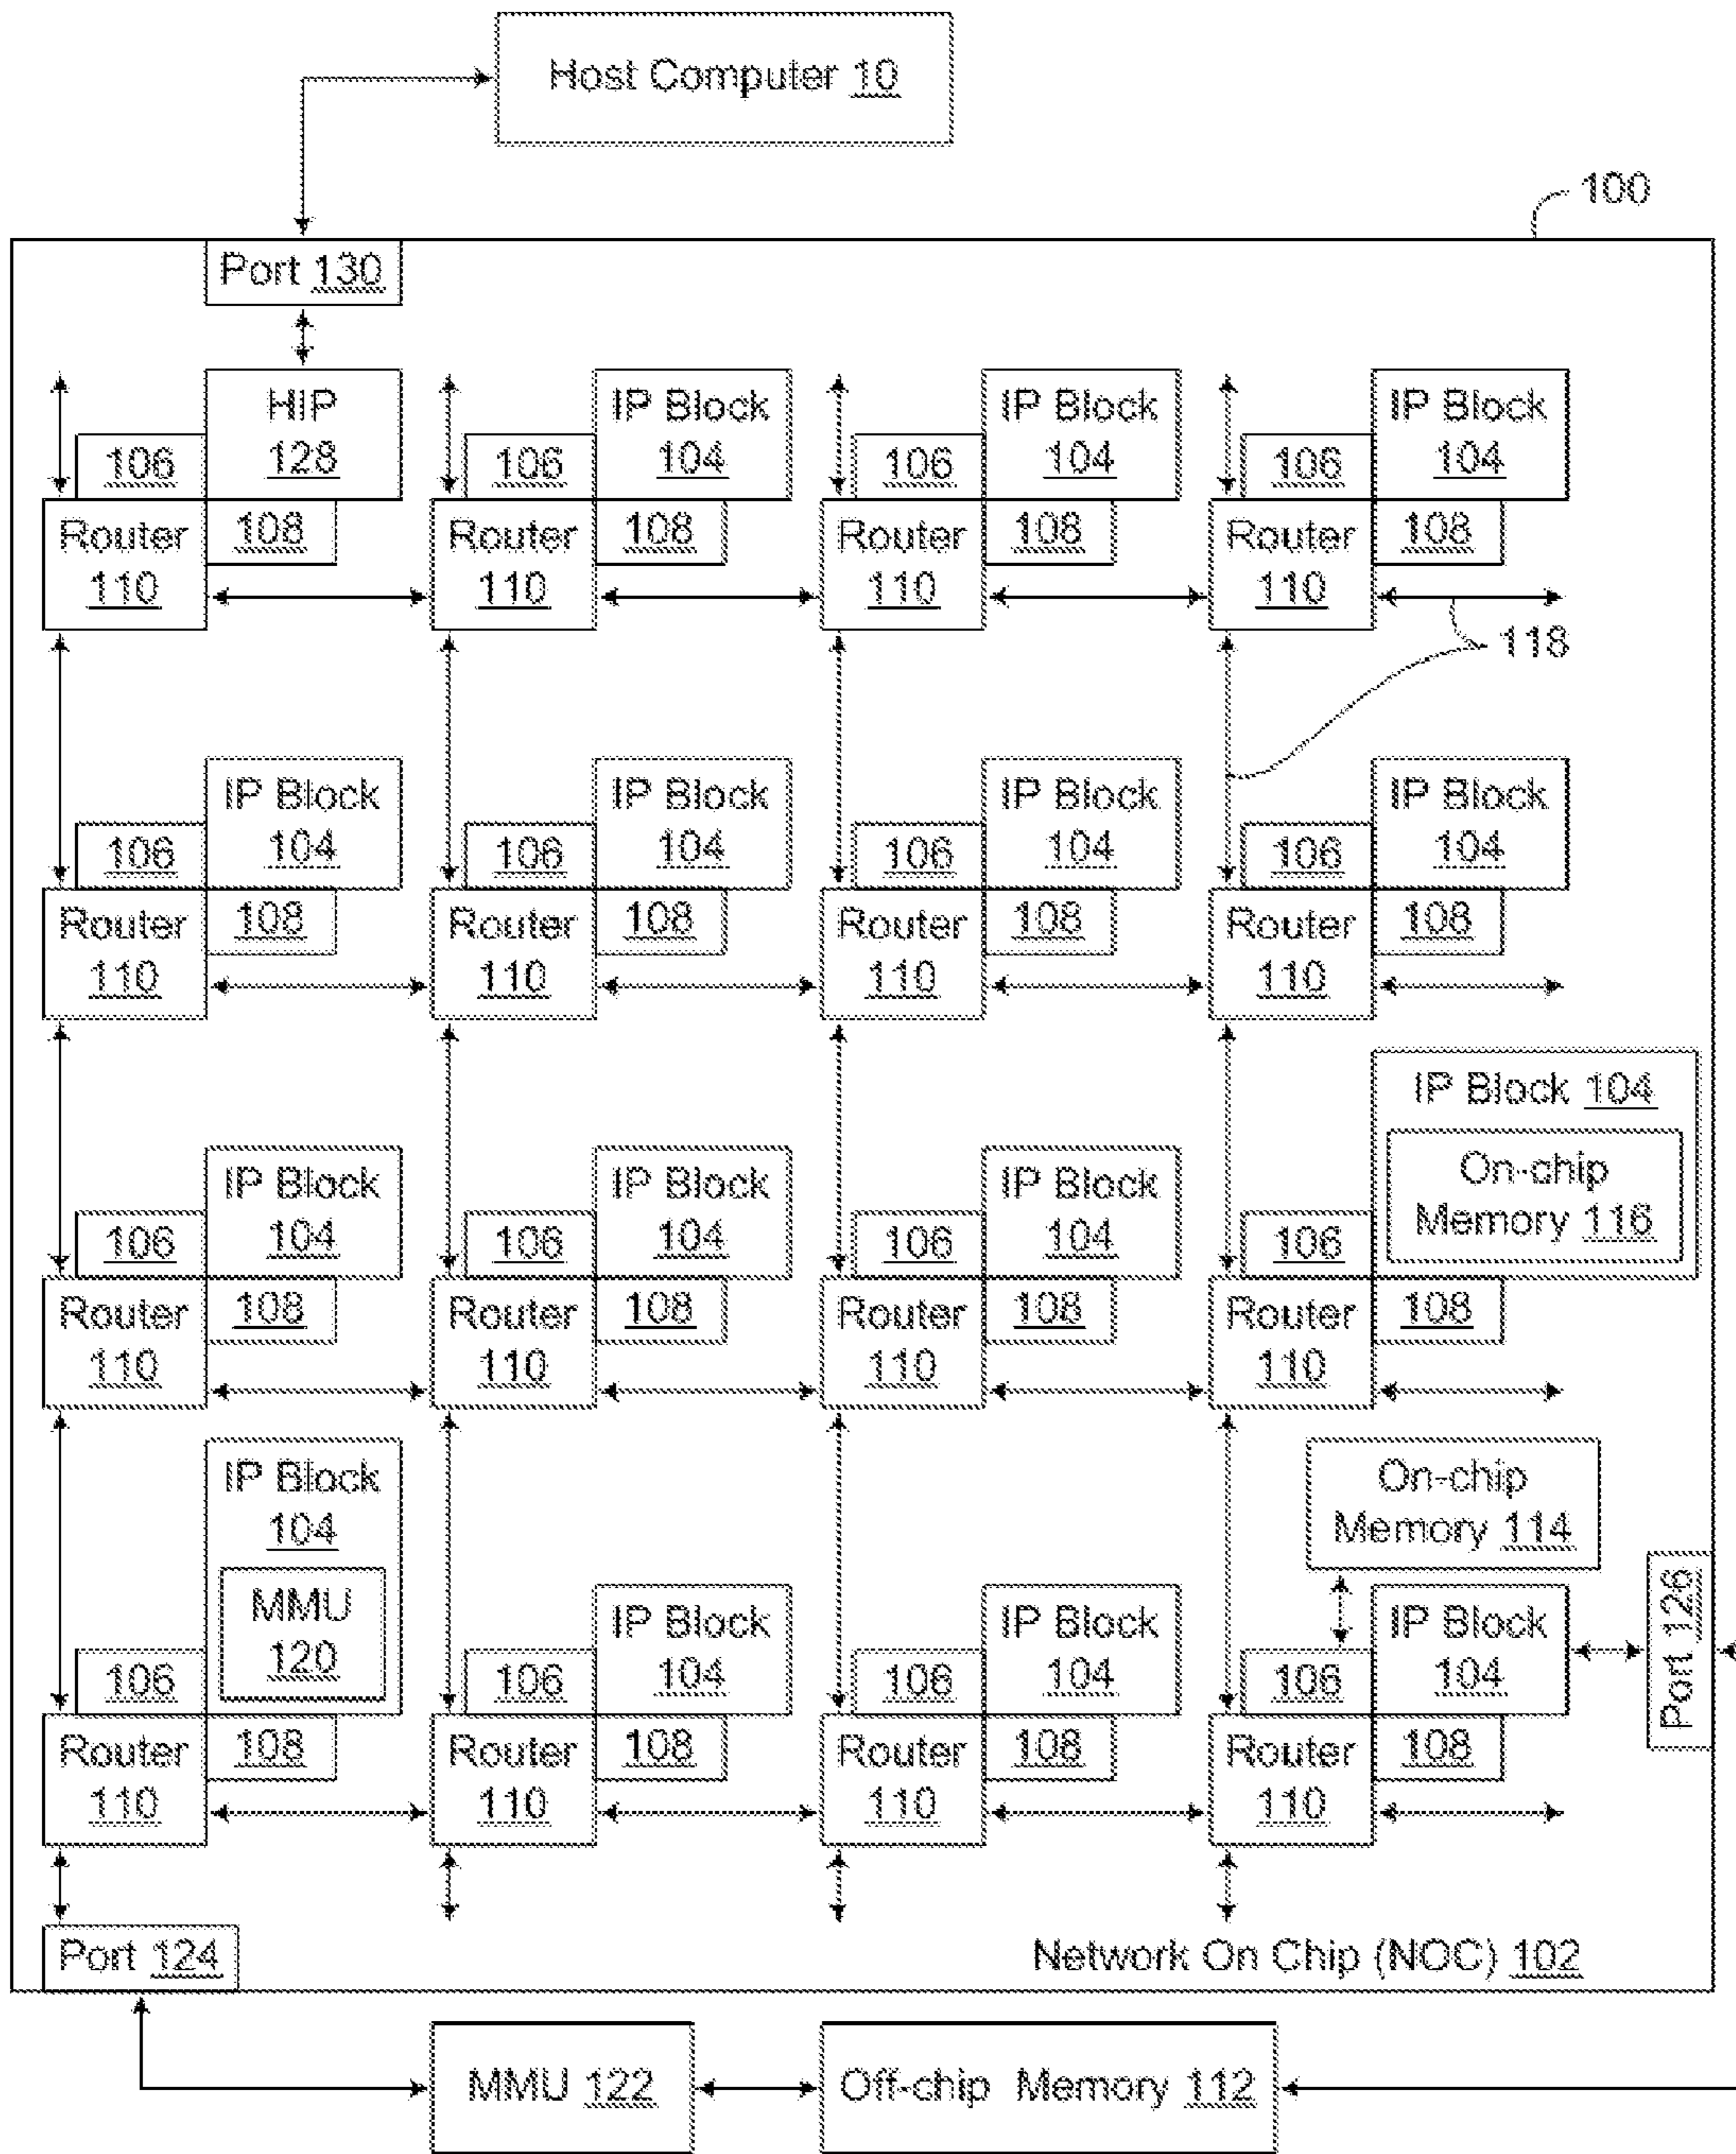 Host Computer 10
100
Port 130
HIP
128
106
108
Router
110
IP Block
104
106
108
Router
110
IP Block
104
106
108
Router
110
IP Block
104
106
108
Router
110
118
IP Block
104
106
108
Router
110
IP Block
104
106
108
Router
110
IP Block
104
106
108
Router
110
IP Block
104
106
108
Router
110
IP Block
104
106
108
Router
110
IP Block
104
106
108
Router
110
IP Block
104
106
108
Router
110
IP Block 104
On-chip
Memory 116
106
108
Router
110
IP Block
104
MMU
120
106
108
Router
110
IP Block
104
106
108
Router
110
IP Block
104
106
108
Router
110
On-chip
Memory 114
IP Block
104
106
108
Router
110
Port 126
Port 124
Network On Chip (NOC) 102
MMU 122
Off-chip Memory 112